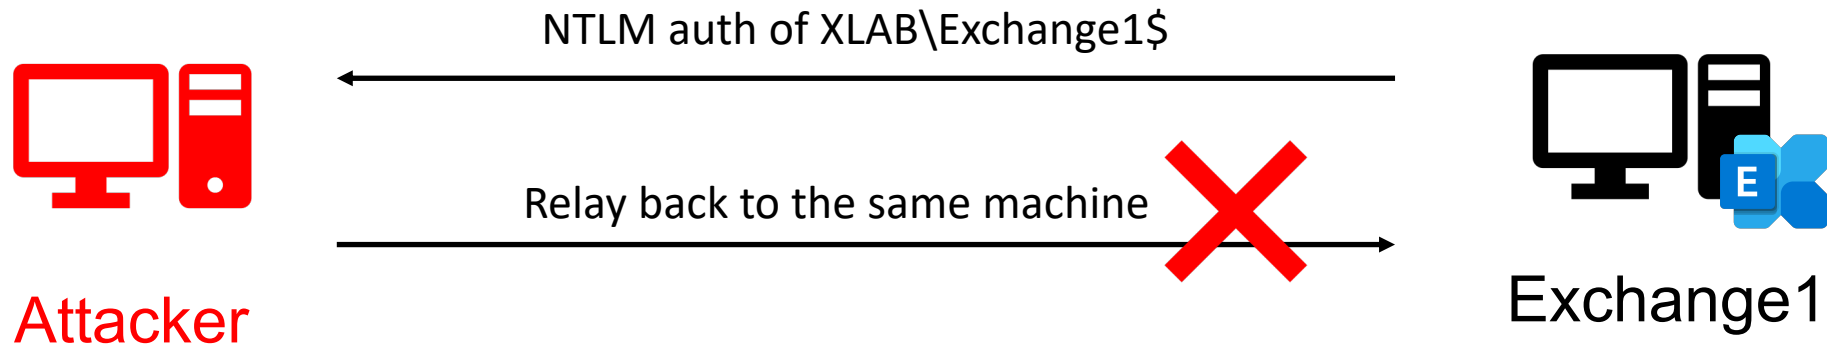 NTLM auth of XLAB\Exchange1$
Relay back to the same machine
E
Attacker
Exchange1